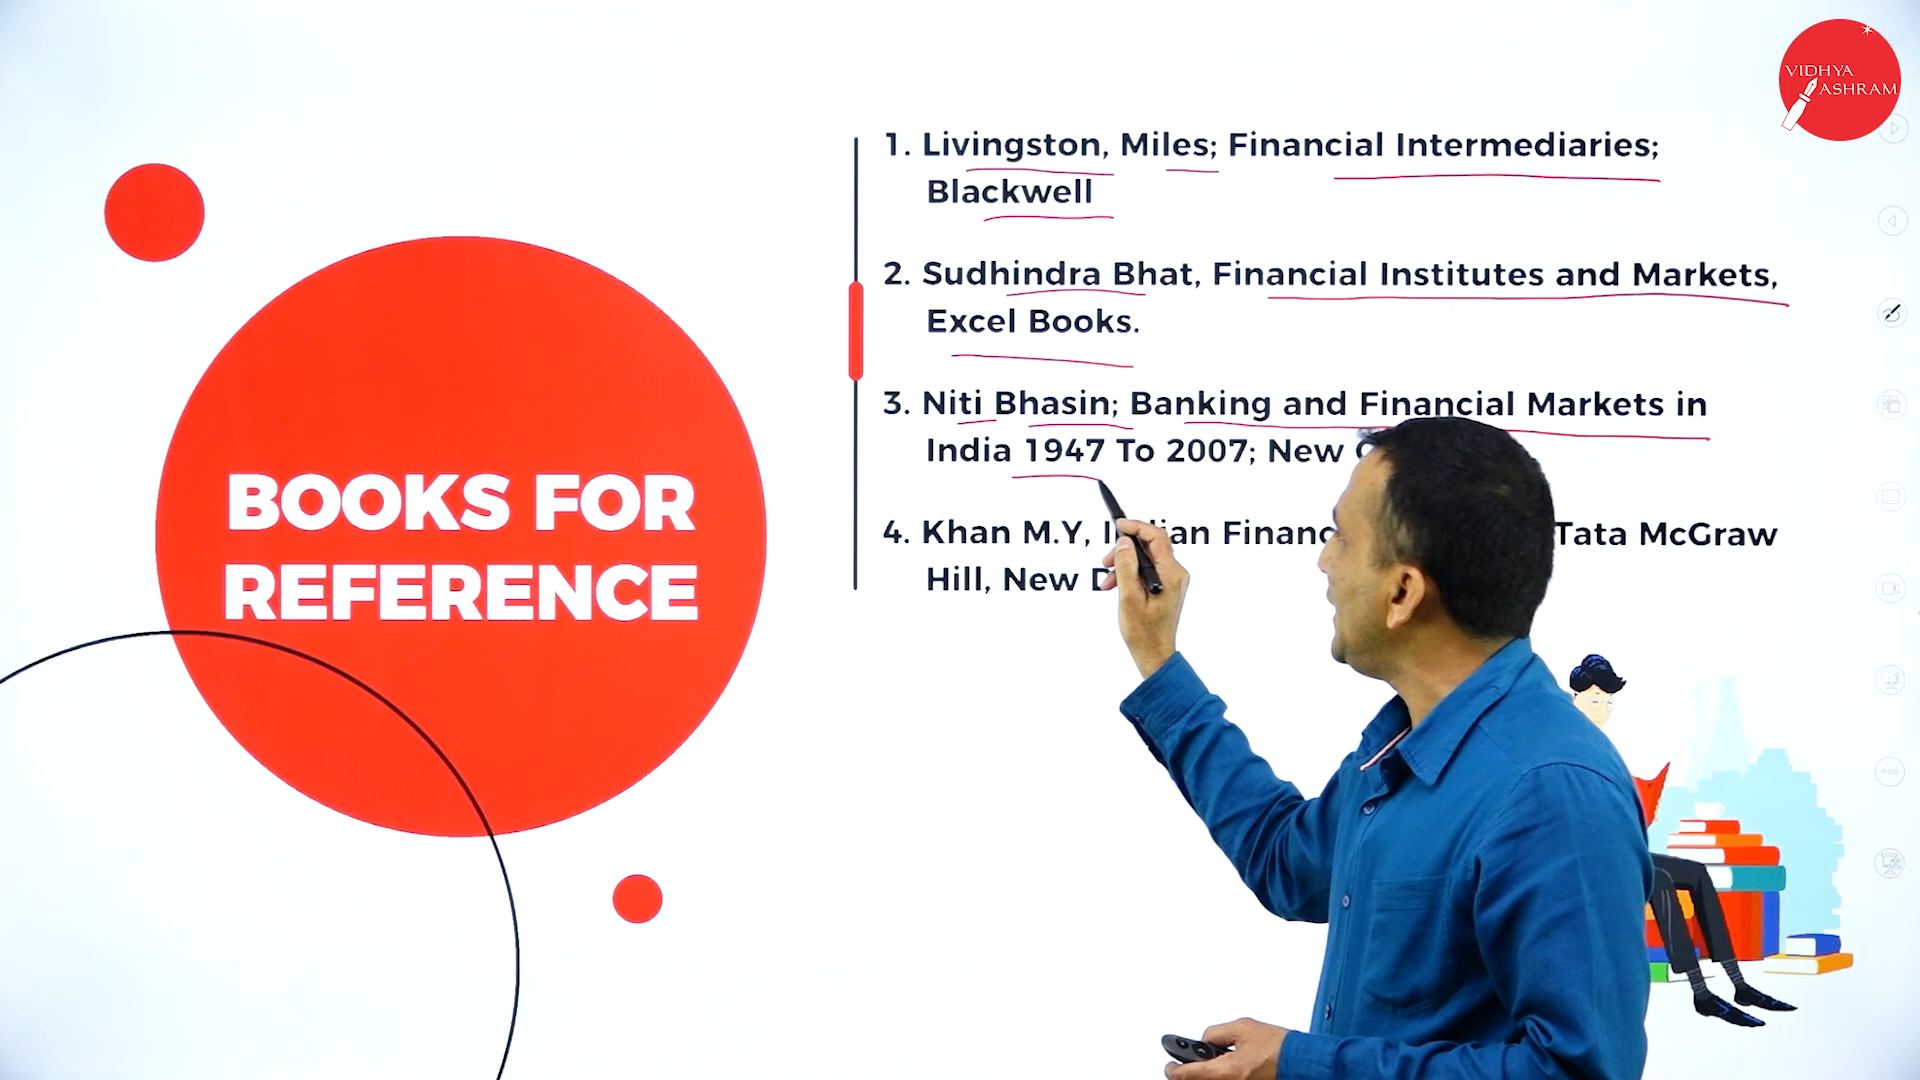 VIDHYA
ASHRAM
1. Livingston, Miles; Financial Intermediaries;
Blackwell
2. Sudhindra Bhat, Financial Institutes and Markets,
Excel Books.
3. Niti Bhasin; Banking and Financial Markets in
India 1947 To 2007; New
4. Khan M.Y, Tata McGraw
Hill, New
BOOKS FOR
REFERENCE